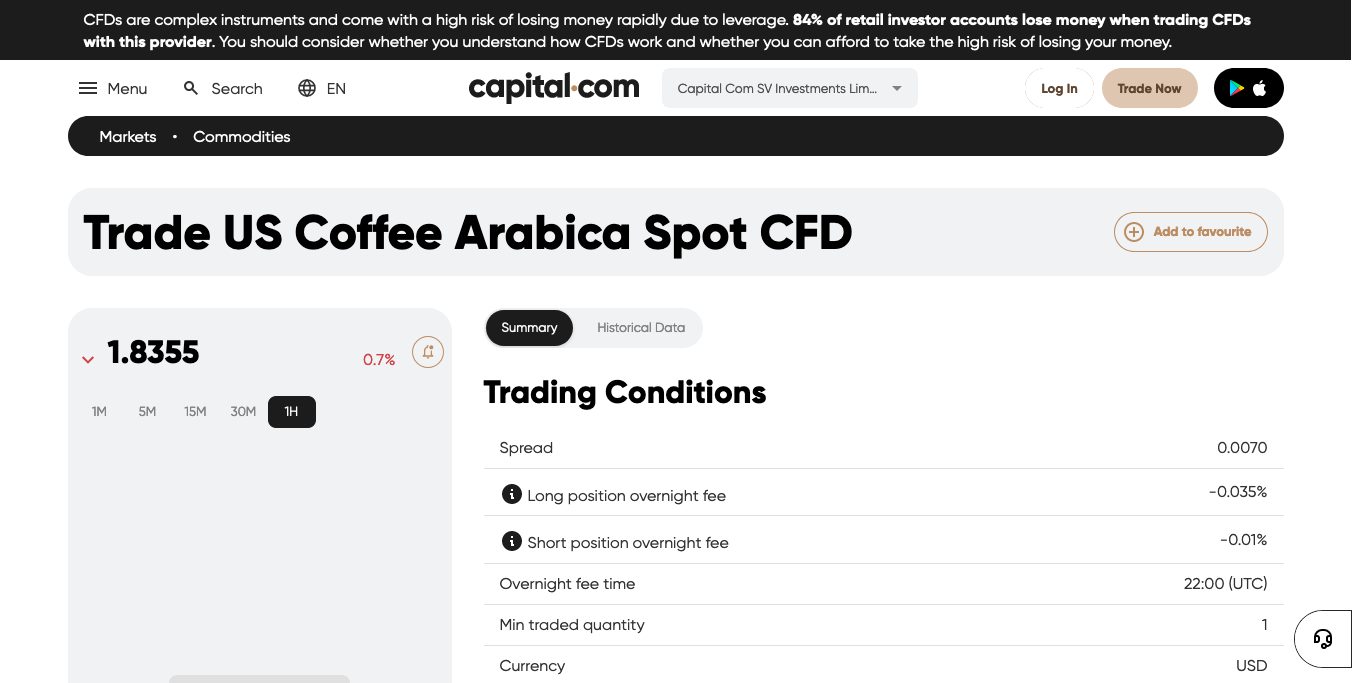 CFDs are complex instruments and come with a high risk of losing money rapidly due to leverage. 84% of retail investor accounts lose money when trading CFDs
with this provider. You should consider whether you understand how CFDs work and whether you can afford to take the high risk of losing your money.
Menu Search EN capital.com Capital Com SV Investments Lim... Log In Trade Now
Markets • Commodities
Trade US Coffee Arabica Spot CFD Add to favourite
1.8355 0.7%
1M 5M 15M 30M 1H
Summary Historical Data
Trading Conditions
Spread 0.0070
Long position overnight fee -0.035%
Short position overnight fee -0.01%
Overnight fee time 22:00 (UTC)
Min traded quantity 1
Currency USD